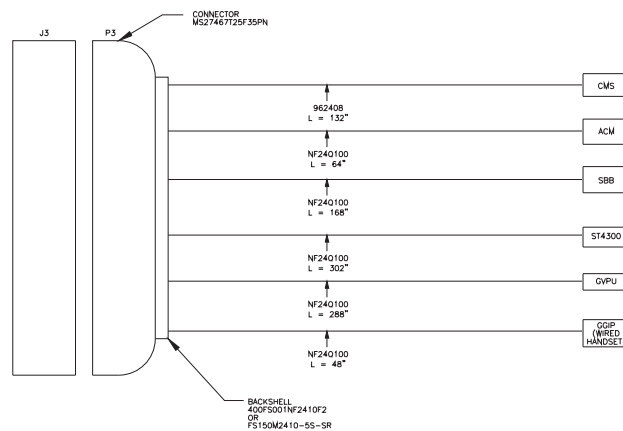 CONNECTOR
MS27467T25F35PN
J3
P3
CMS
962408
L = 132"
ACM
NF24Q100
L = 64"
SBB
NF24Q100
L = 168"
ST4300
NF24Q100
L = 302"
GVPU
NF24Q100
L = 288"
GGIP
(WIRED
HANDSET
NF24Q100
L = 48"
BACKSHELL
400FS001NF2410F2
OR
FS150M2410-5S-SR